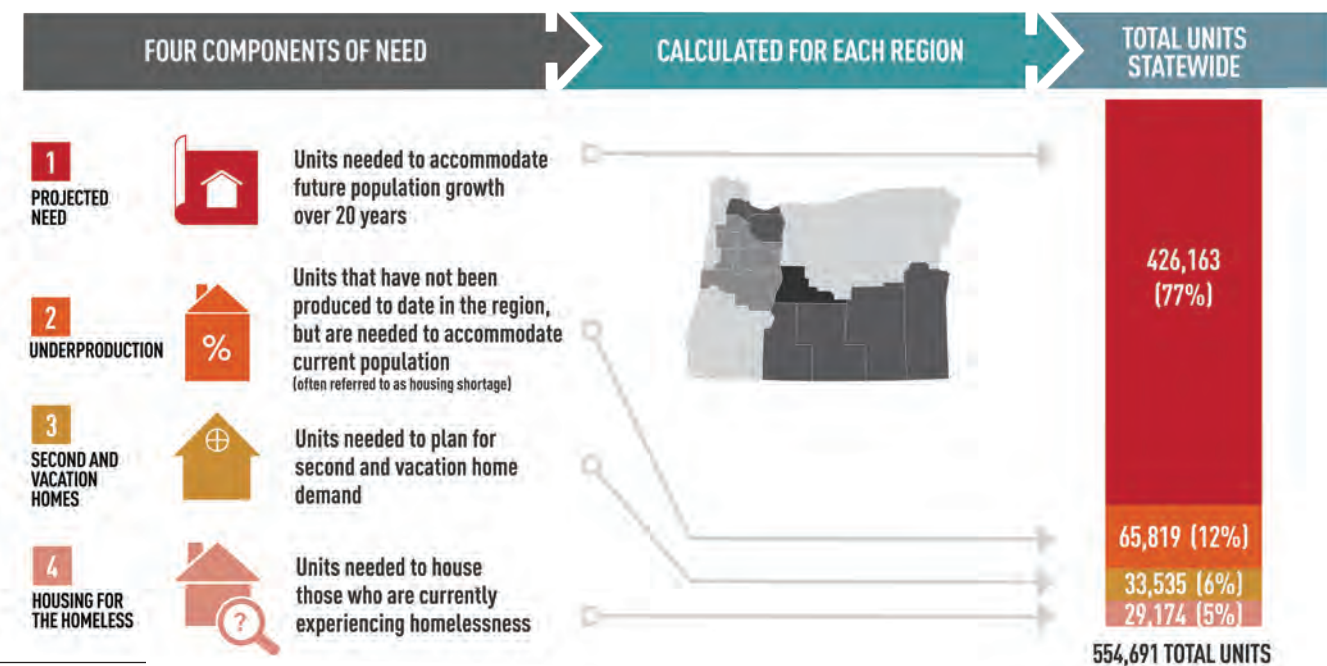 FOUR COMPONENTS OF NEED
CALCULATED FOR EACH REGION
TOTAL UNITS
STATEWIDE
1
PROJECTED
NEED
Units needed to accommodate
future population growth
over 20 years
2
UNDERPRODUCTION
%
Units that have not been
produced to date in the region,
but are needed to accommodate
current population
(often referred to as housing shortage)
3
SECOND AND
VACATION
HOMES
Units needed to plan for
second and vacation home
demand
4
HOUSING FOR
THE HOMELESS
?
Units needed to house
those who are currently
experiencing homelessness
426,163
(77%)
65,819 (12%)
33,535 (6%)
29,174 (5%)
554,691 TOTAL UNITS